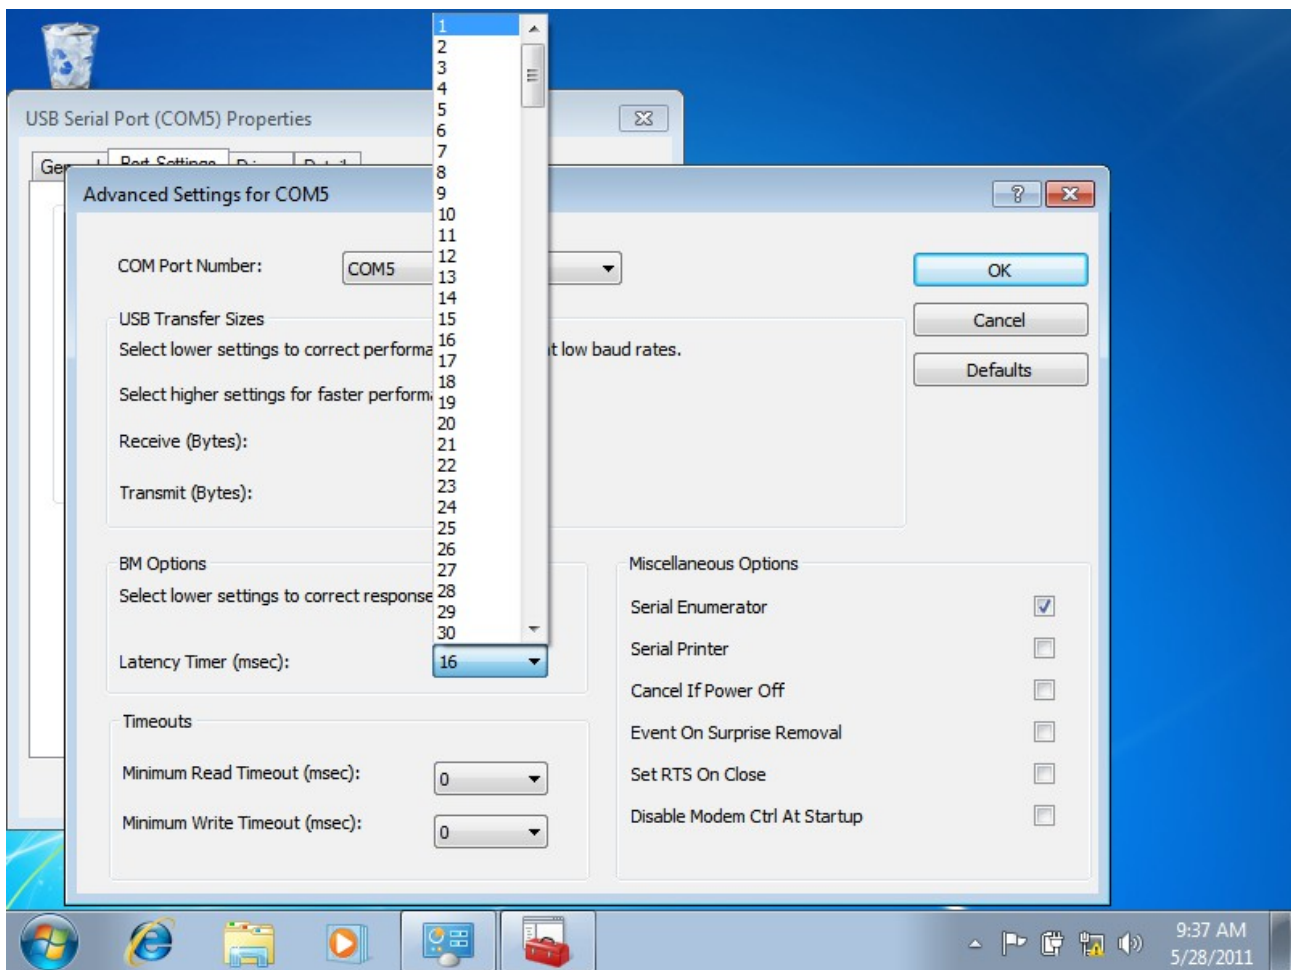 USB Serial Port (COM5) Properties
Port Settings
Advanced Settings for COM5
COM Port Number:
COM5
OK
Cancel
Defaults
USB Transfer Sizes
Select lower settings to correct performa
t low baud rates.
Select higher settings for faster perform
Receive (Bytes):
Transmit (Bytes):
BM Options
Select lower settings to correct response
Latency Timer (msec):
16
1
2
3
4
5
6
7
8
9
10
11
12
13
14
15
16
17
18
19
20
21
22
23
24
25
26
27
28
29
30
Timeouts
Minimum Read Timeout (msec):
0
Minimum Write Timeout (msec):
0
Miscellaneous Options
Serial Enumerator
Serial Printer
Cancel If Power Off
Event On Surprise Removal
Set RTS On Close
Disable Modem Ctrl At Startup
9:37 AM
5/28/2011